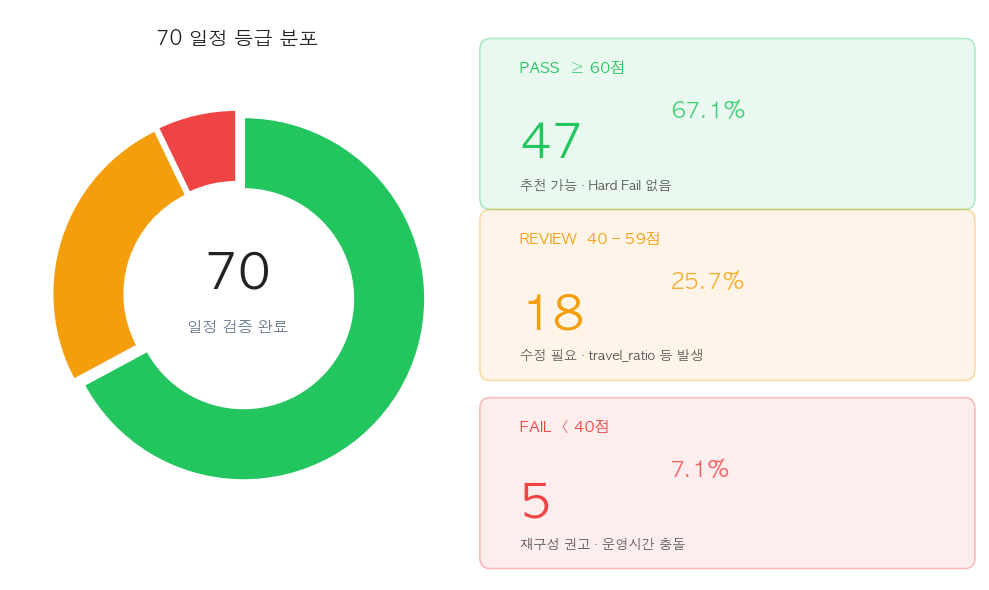 70 일정 등급 분포
70
일정 검증 완료
PASS ≥ 60점
67.1%
47
추천 가능 · Hard Fail 없음
REVIEW 40 – 59점
25.7%
18
수정 필요 · travel_ratio 등 발생
FAIL < 40점
7.1%
5
재구성 권고 · 운영시간 충돌